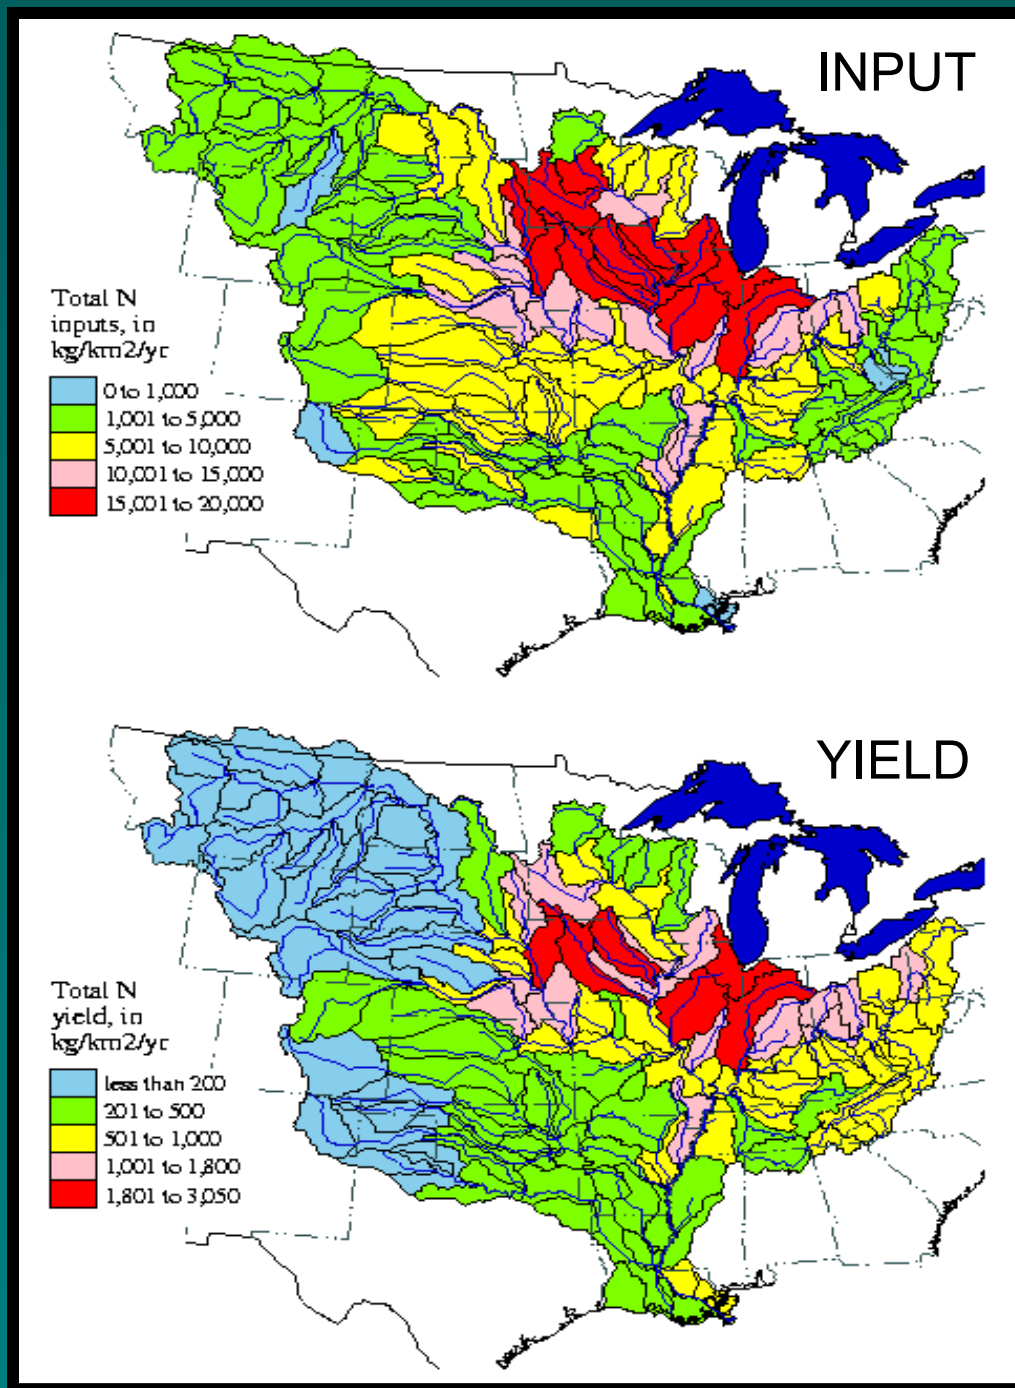 INPUT
Total N
inputs, in
kg/km2/yr
0 to 1,000
1,001 to 5,000
5,001 to 10,000
10,001 to 15,000
15,001 to 20,000
YIELD
Total N
yield, in
kg/km2/yr
less than 200
201 to 500
501 to 1,000
1,001 to 1,800
1,801 to 3,050